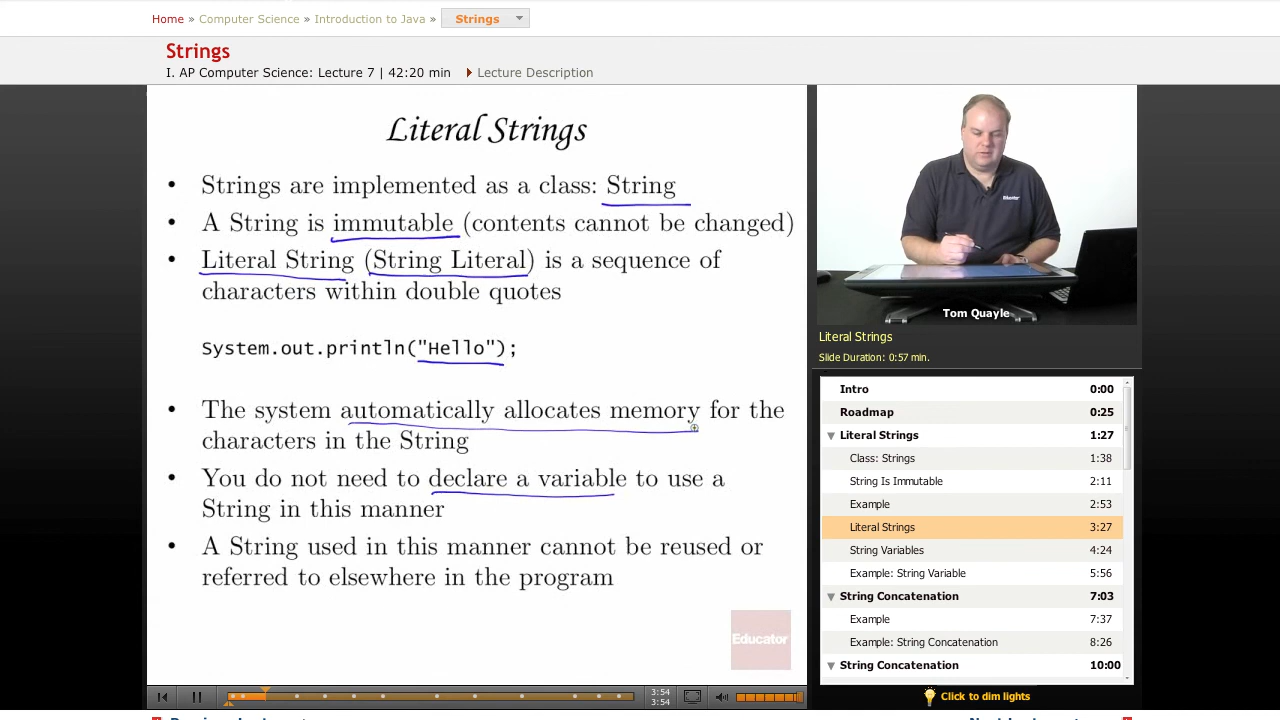 Home » Computer Science » Introduction to Java » Strings
Strings
I. AP Computer Science: Lecture 7 | 42:20 min Lecture Description
Literal Strings
• Strings are implemented as a class: String
• A String is immutable (contents cannot be changed)
• Literal String (String Literal) is a sequence of
characters within double quotes
System.out.println("Hello");
• The system automatically allocates memory for the
characters in the String
• You do not need to declare a variable to use a
String in this manner
• A String used in this manner cannot be reused or
referred to elsewhere in the program
Educator
3:54
3:54
Educator
Tom Quayle
Literal Strings
Slide Duration: 0:57 min.
Intro 0:00
Roadmap 0:25
Literal Strings 1:27
Class: Strings 1:38
String Is Immutable 2:11
Example 2:53
Literal Strings 3:27
String Variables 4:24
Example: String Variable 5:56
String Concatenation 7:03
Example 7:37
Example: String Concatenation 8:26
String Concatenation 10:00
Click to dim lights